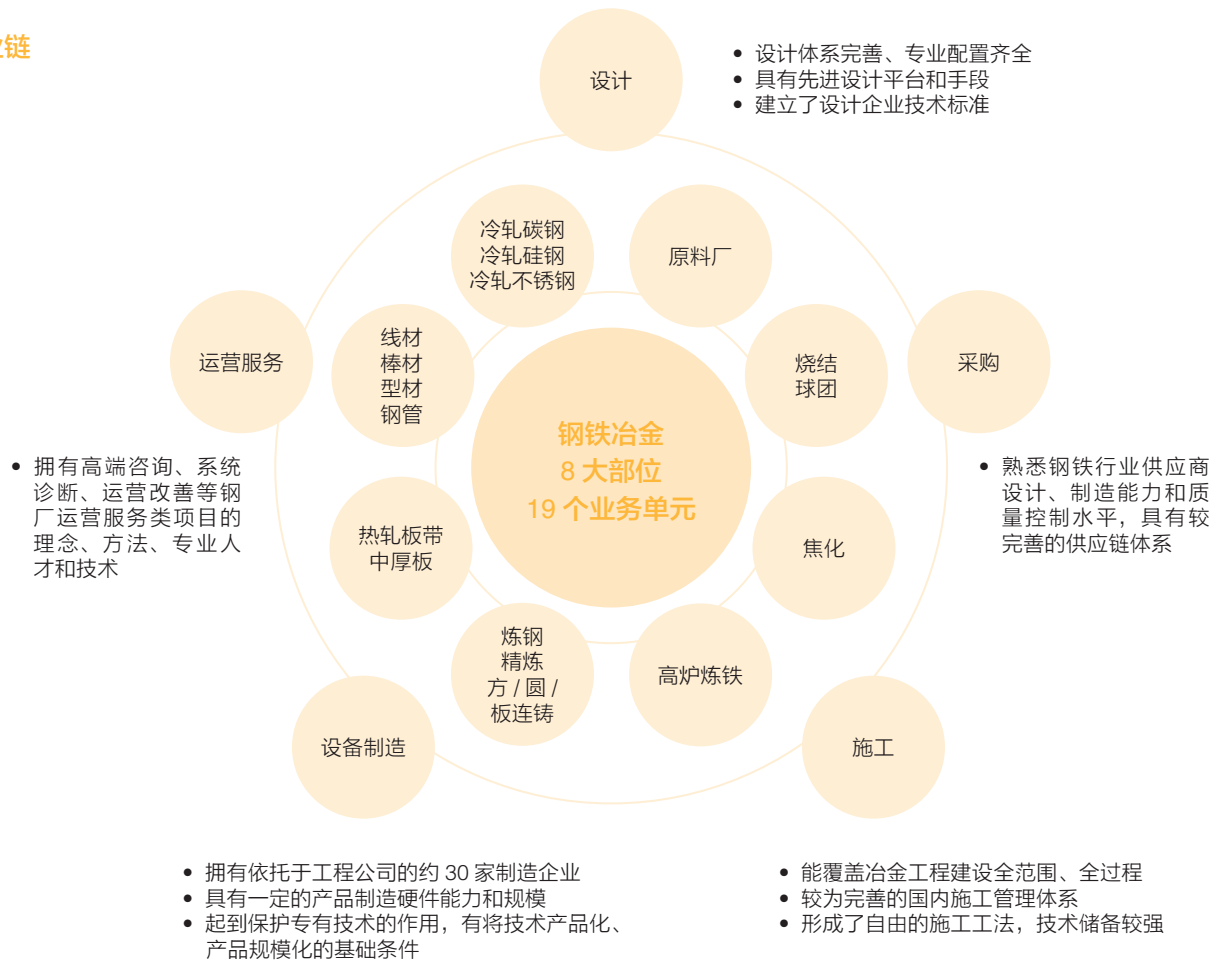 链
设计
• 设计体系完善、专业配置齐全
• 具有先进设计平台和手段
• 建立了设计企业技术标准
冷轧碳钢
冷轧硅钢
冷轧不锈钢
原料厂
运营服务
线材
棒材
型材
钢管
烧结
球团
采购
钢铁冶金
8 大部位
19 个业务单元
• 拥有高端咨询、系统
诊断、运营改善等钢
厂运营服务类项目的
理念、方法、专业人
才和技术
• 熟悉钢铁行业供应商
设计、制造能力和质
量控制水平，具有较
完善的供应链体系
热轧板带
中厚板
焦化
炼钢
精炼
方 / 圆 /
板连铸
高炉炼铁
设备制造
施工
• 拥有依托于工程公司的约 30 家制造企业
• 具有一定的产品制造硬件能力和规模
• 起到保护专有技术的作用，有将技术产品化、
产品规模化的基础条件
• 能覆盖冶金工程建设全范围、全过程
• 较为完善的国内施工管理体系
• 形成了自由的施工工法，技术储备较强